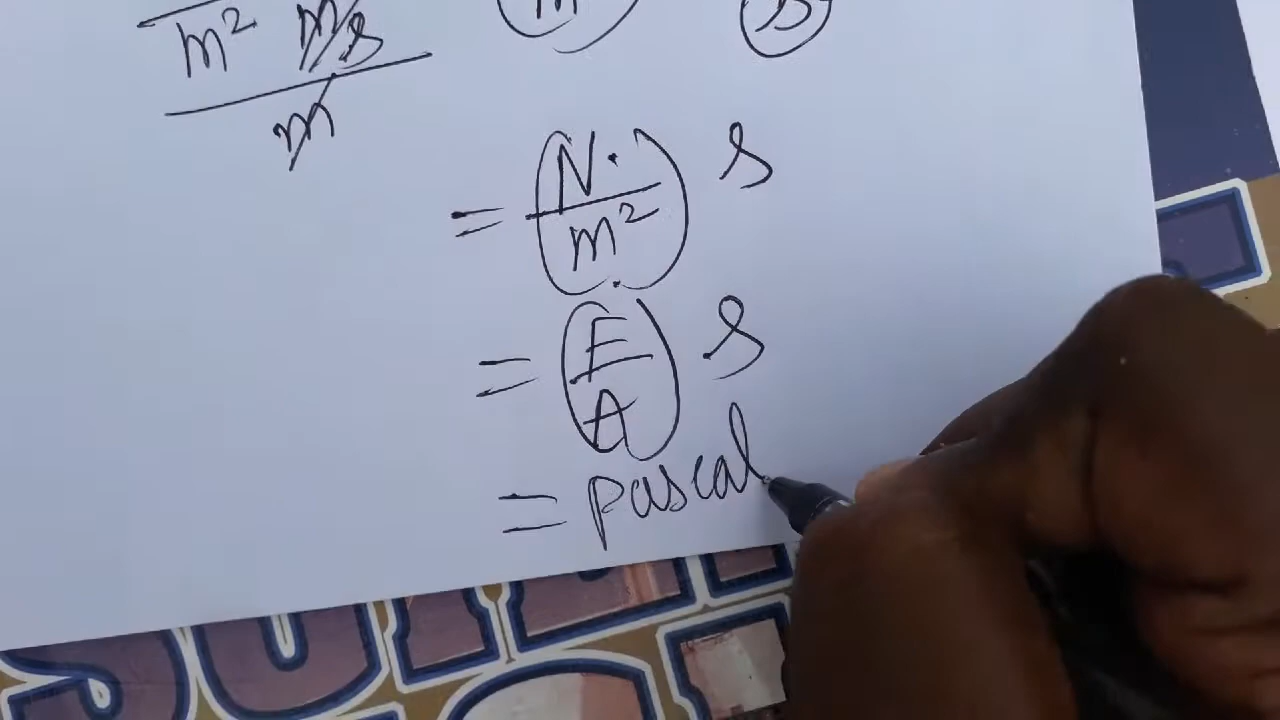 m² m/s
m
= (N. / m²) s
= (F / A) s
= pascal